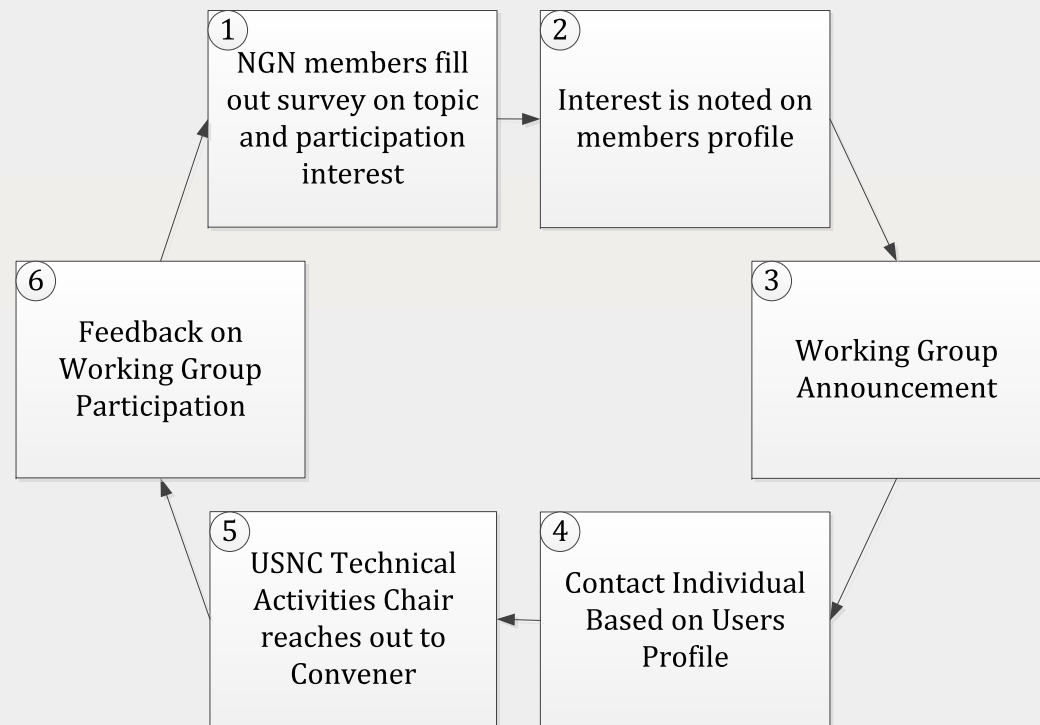 1
NGN members fill
out survey on topic
and participation
interest
2
Interest is noted on
members profile
3
Working Group
Announcement
4
Contact Individual
Based on Users
Profile
5
USNC Technical
Activities Chair
reaches out to
Convener
6
Feedback on
Working Group
Participation